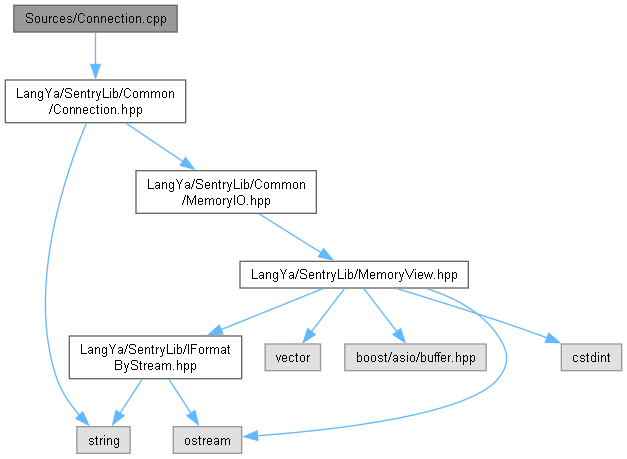 Sources/Connection.cpp
LangYa/SentryLib/Common
/Connection.hpp
LangYa/SentryLib/Common
/MemoryIO.hpp
LangYa/SentryLib/MemoryView.hpp
LangYa/SentryLib/IFormat
ByStream.hpp
vector
boost/asio/buffer.hpp
cstdint
string
ostream